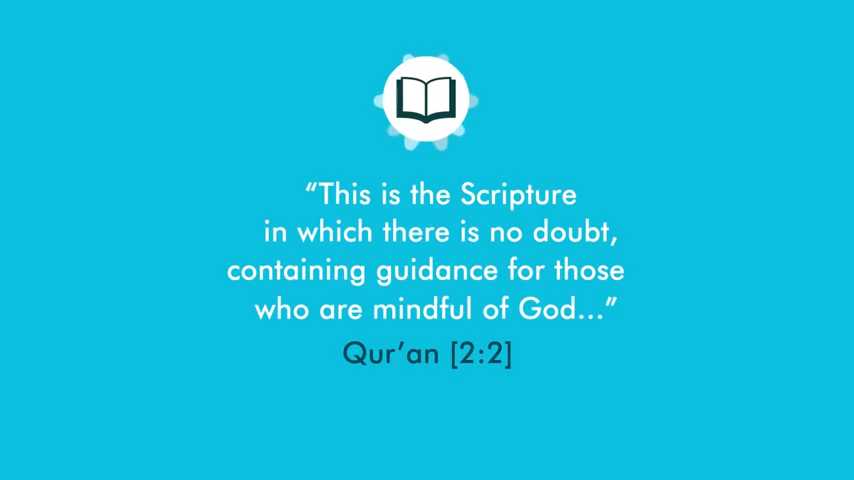 “This is the Scripture
in which there is no doubt,
containing guidance for those
who are mindful of God...”
Qur’an [2:2]